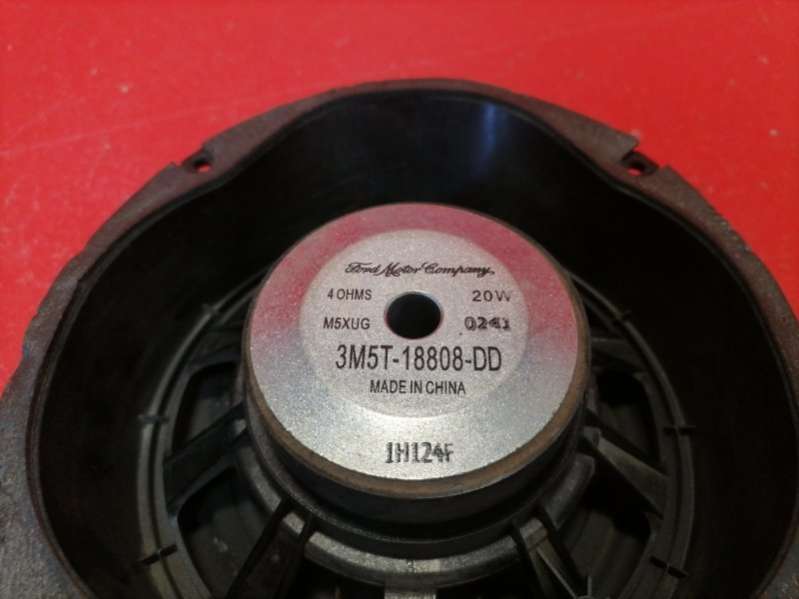 Ford Motor Company
4 OHMS 20W
M5XUG 0241
3M5T-18808-DD
MADE IN CHINA
1H124F